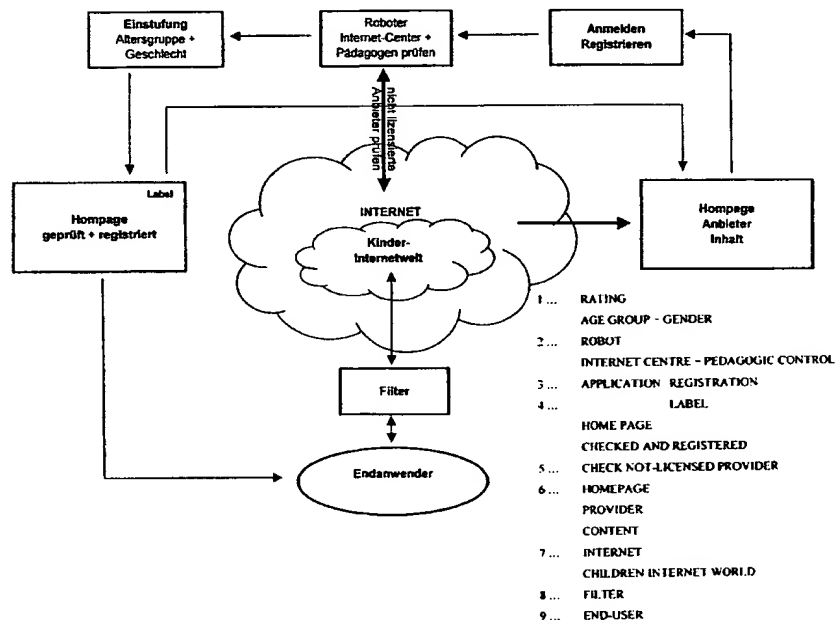 Einstufung
Altersgruppe +
Geschlecht
Roboter
Internet-Center +
Pädagogen prüfen
Anmelden
Registrieren
nicht lizensierte
Anbieter prüfen
Label
Hompage
geprüft + registriert
INTERNET
Kinder-
Internetwelt
Hompage
Anbieter
Inhalt
Filter
Endanwender
1 ... RATING
AGE GROUP - GENDER
2 ... ROBOT
INTERNET CENTRE - PEDAGOGIC CONTROL
3 ... APPLICATION REGISTRATION
4 ... LABEL
HOME PAGE
CHECKED AND REGISTERED
5 ... CHECK NOT-LICENSED PROVIDER
6 ... HOMEPAGE
PROVIDER
CONTENT
7 ... INTERNET
CHILDREN INTERNET WORLD
8 ... FILTER
9 ... END-USER